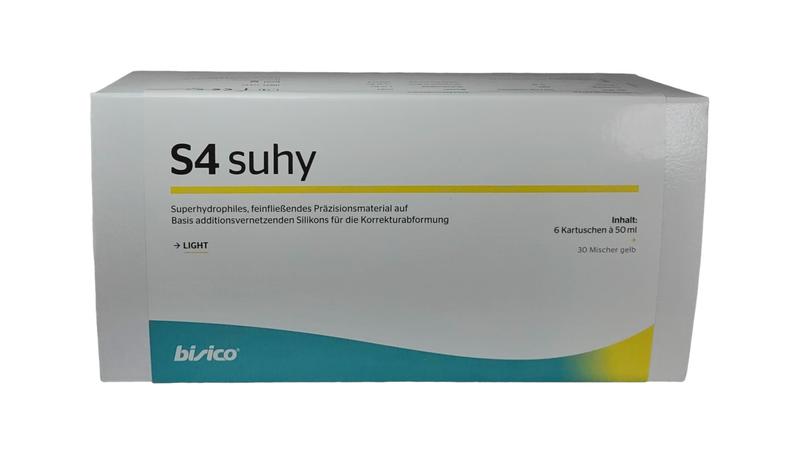 S4 suhy
Superhydrophiles, feinfließendes Präzisionsmaterial auf
Basis additionsvernetzenden Silikons für die Korrekturabformung
→ LIGHT
Inhalt:
6 Kartuschen à 50 ml
+
30 Mischer gelb
bisico®